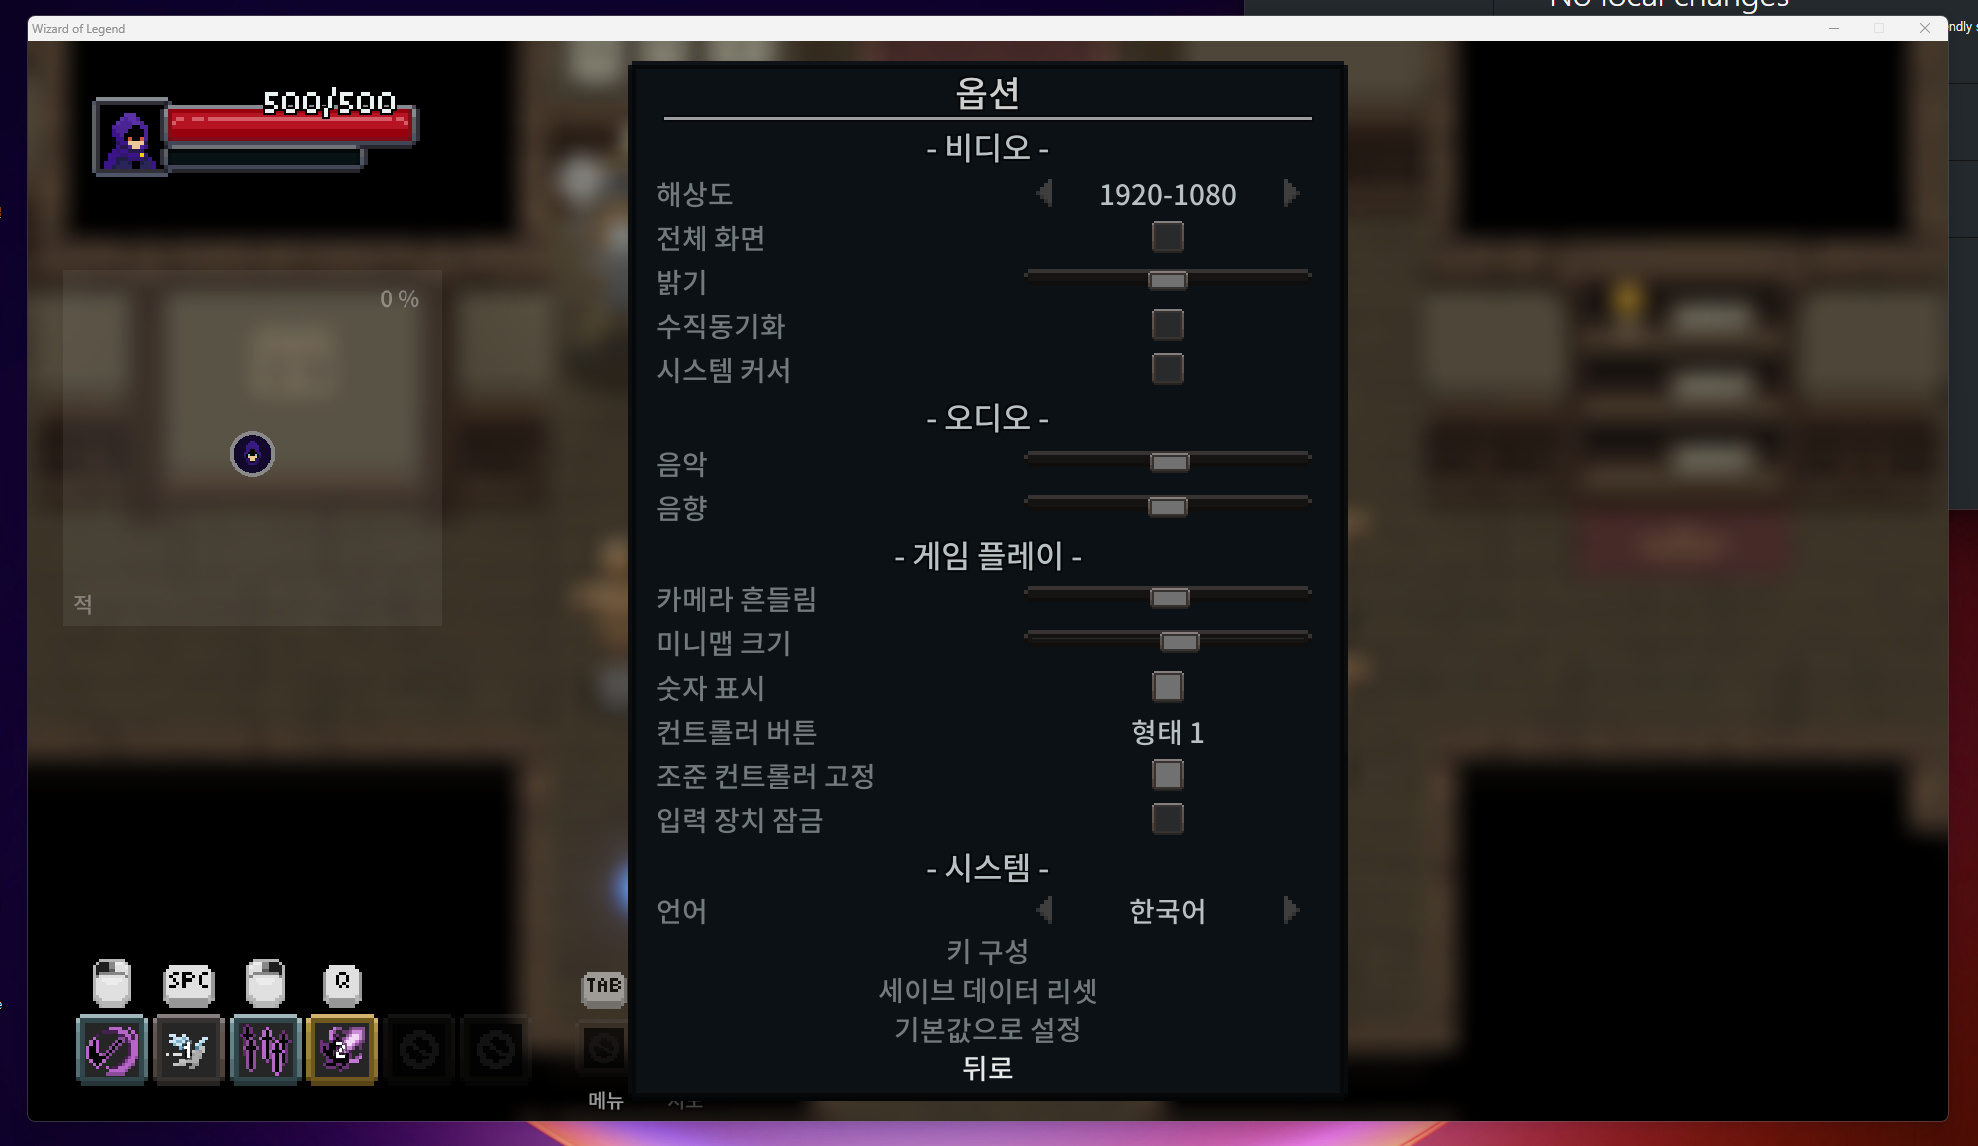 No local changes
Wizard of Legend
ndly s
500/500
0 %
적
옵션
- 비디오 -
해상도 1920-1080
전체 화면
밝기
수직동기화
시스템 커서
- 오디오 -
음악
음향
- 게임 플레이 -
카메라 흔들림
미니맵 크기
숫자 표시
컨트롤러 버튼 형태 1
조준 컨트롤러 고정
입력 장치 잠금
- 시스템 -
언어 한국어
키 구성
세이브 데이터 리셋
기본값으로 설정
뒤로
SPC Q TAB
1 2
메뉴 지도